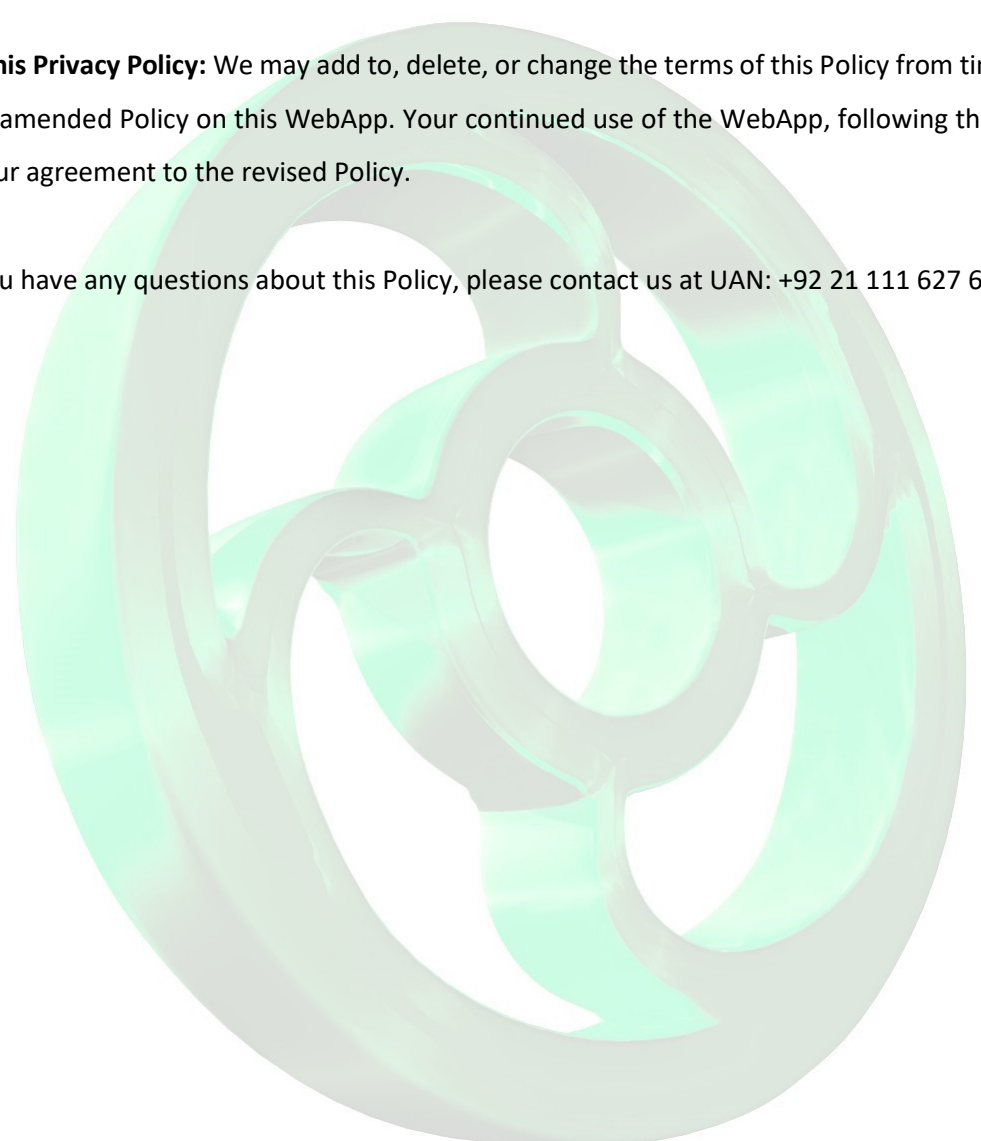 his Privacy Policy: We may add to, delete, or change the terms of this Policy from ti
amended Policy on this WebApp. Your continued use of the WebApp, following th
ur agreement to the revised Policy.
u have any questions about this Policy, please contact us at UAN: +92 21 111 627 6